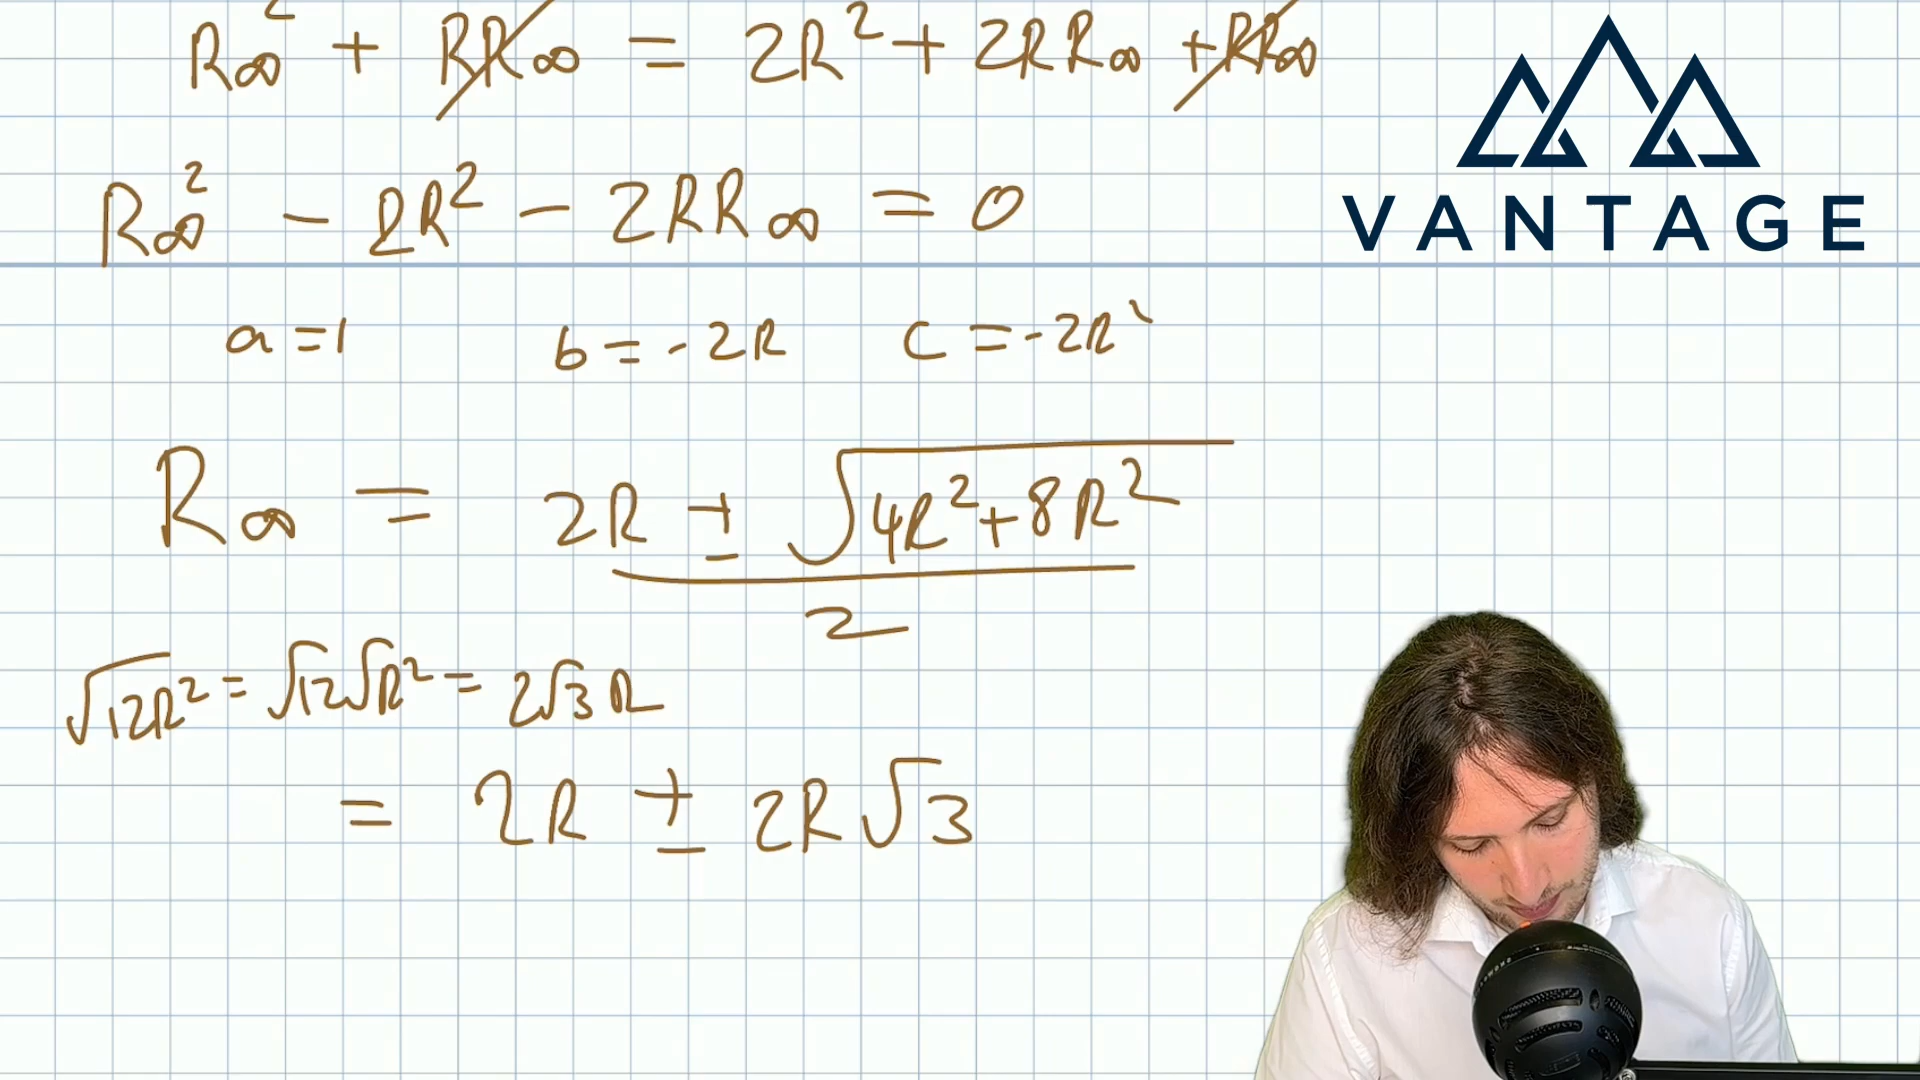 R∞² + RR∞ = 2R² + 2RR∞ + RR∞
VANTAGE
R∞² - 2R² - 2RR∞ = 0
a = 1 b = -2R c = -2R²
R∞ = 2R ± √4R²+8R²
2
√12R² = √12√R² = 2√3 R
= 2R ± 2R√3